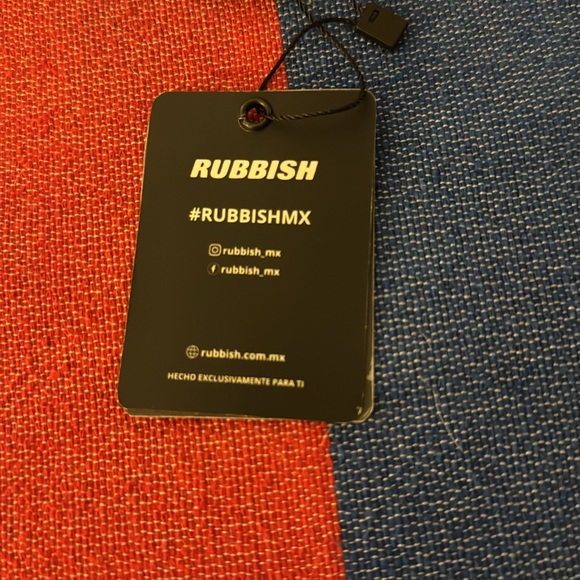 RUBBISH
#RUBBISHMX
rubbish_mx
rubbish_mx
rubbish.com.mx
HECHO EXCLUSIVAMENTE PARA TI